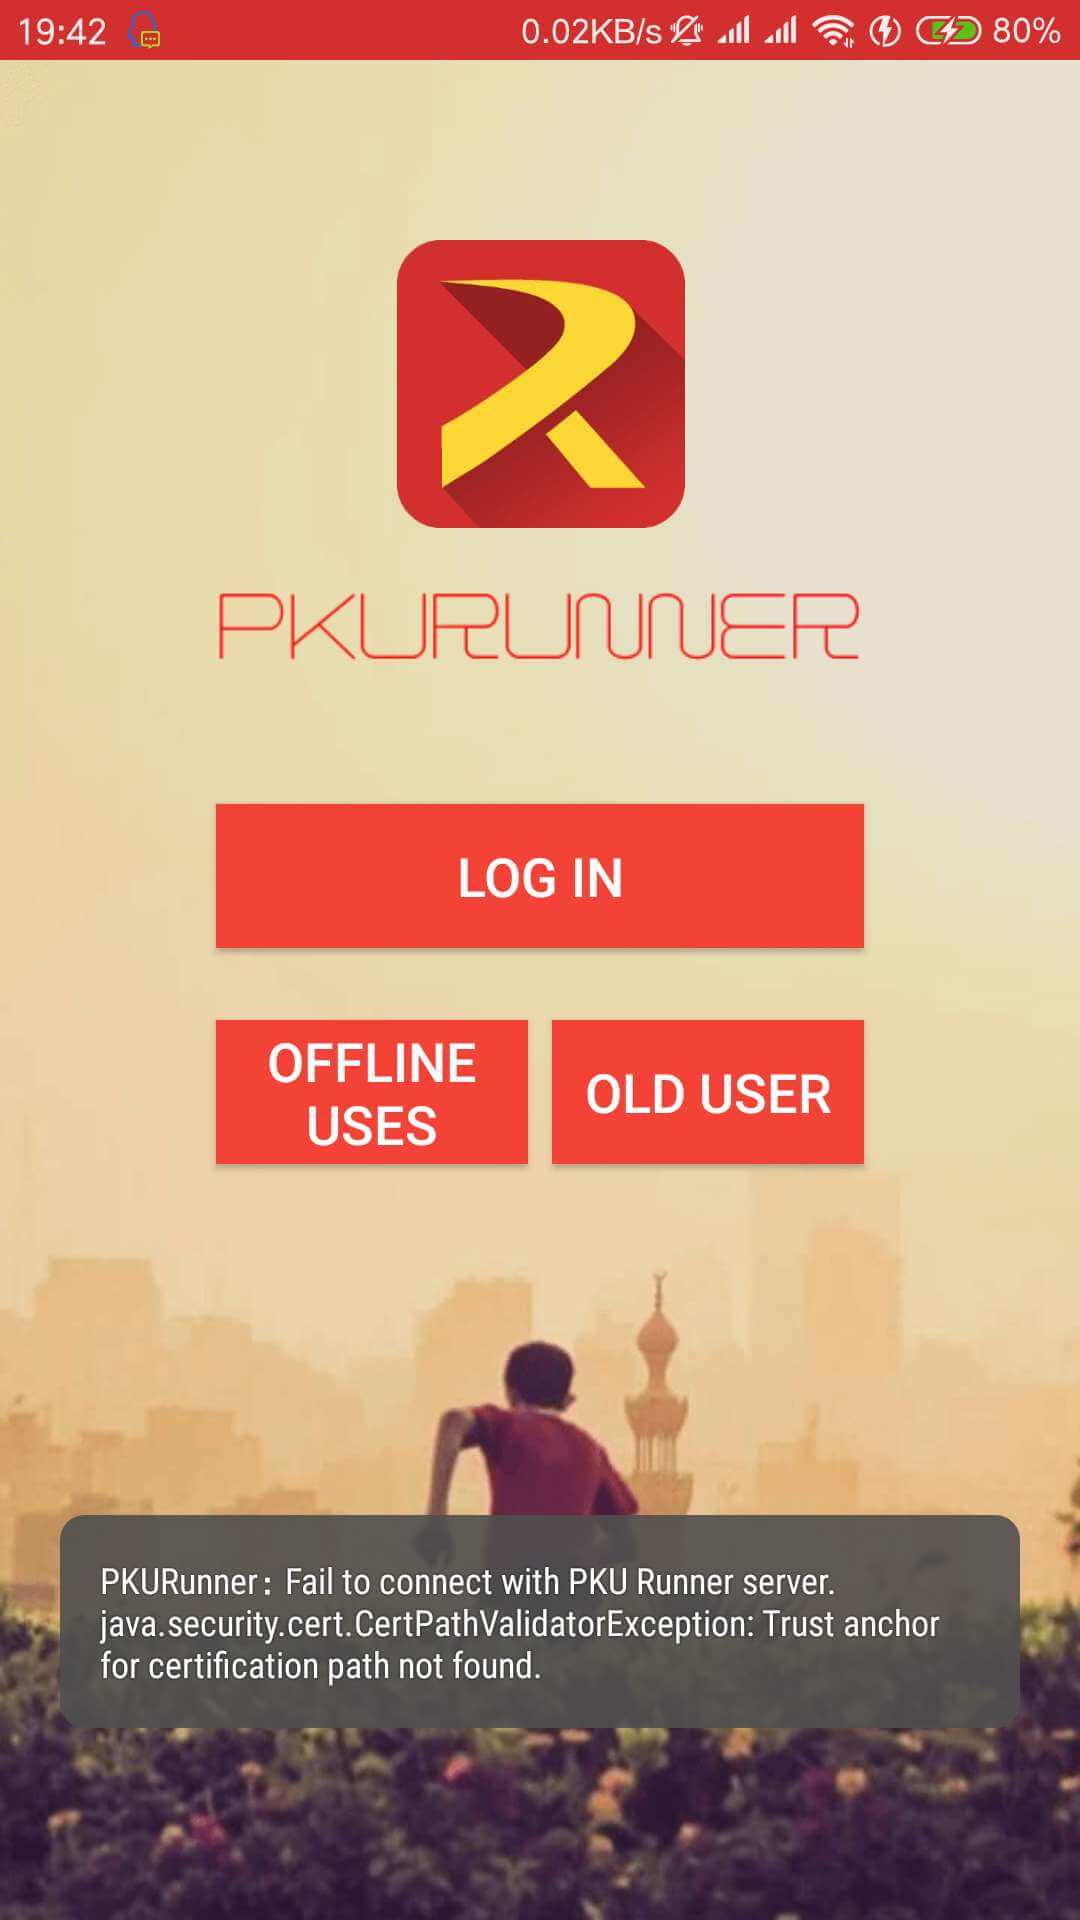 19:42 0.02KB/s 80%
PKURUNNER
LOG IN
OFFLINE
USES
OLD USER
PKURunner: Fail to connect with PKU Runner server.
java.security.cert.CertPathValidatorException: Trust anchor
for certification path not found.